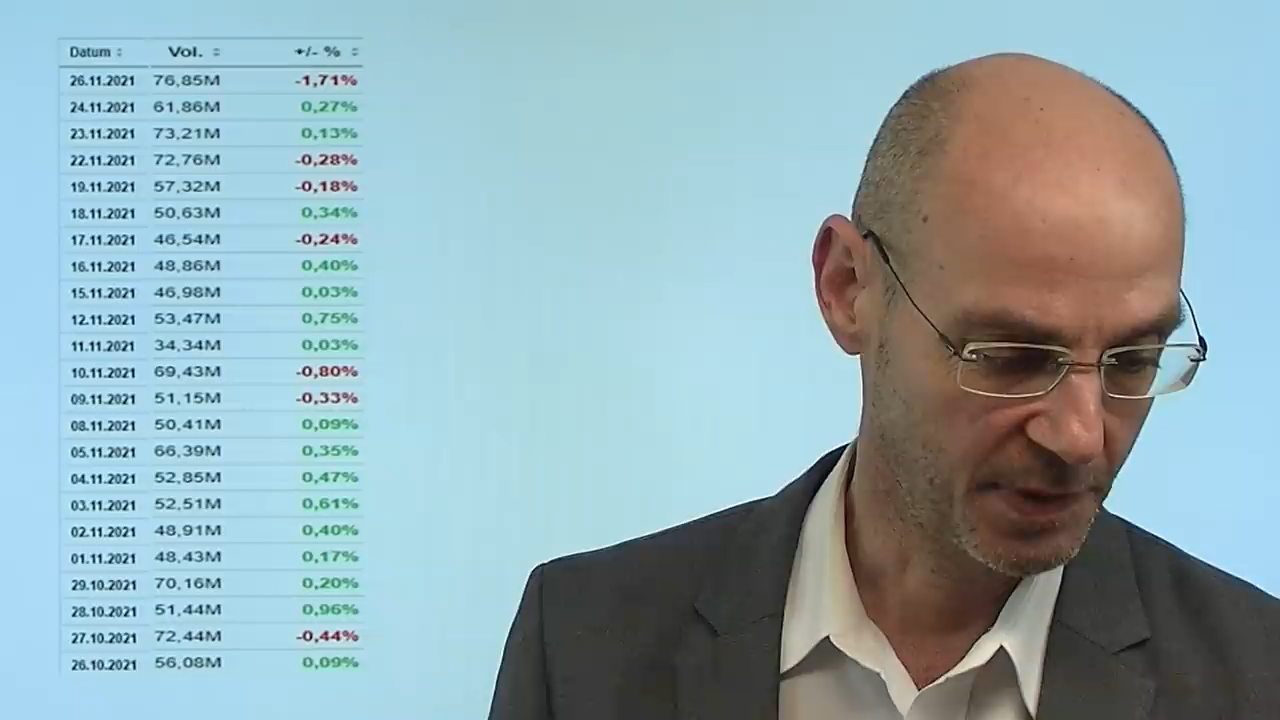 Datum Vol. +/- %
26.11.2021 76,85M -1,71%
24.11.2021 61,86M 0,27%
23.11.2021 73,21M 0,13%
22.11.2021 72,76M -0,28%
19.11.2021 57,32M -0,18%
18.11.2021 50,63M 0,34%
17.11.2021 46,54M -0,24%
16.11.2021 48,86M 0,40%
15.11.2021 46,98M 0,03%
12.11.2021 53,47M 0,75%
11.11.2021 34,34M 0,03%
10.11.2021 69,43M -0,80%
09.11.2021 51,15M -0,33%
08.11.2021 50,41M 0,09%
05.11.2021 66,39M 0,35%
04.11.2021 52,85M 0,47%
03.11.2021 52,51M 0,61%
02.11.2021 48,91M 0,40%
01.11.2021 48,43M 0,17%
29.10.2021 70,16M 0,20%
28.10.2021 51,44M 0,96%
27.10.2021 72,44M -0,44%
26.10.2021 56,08M 0,09%